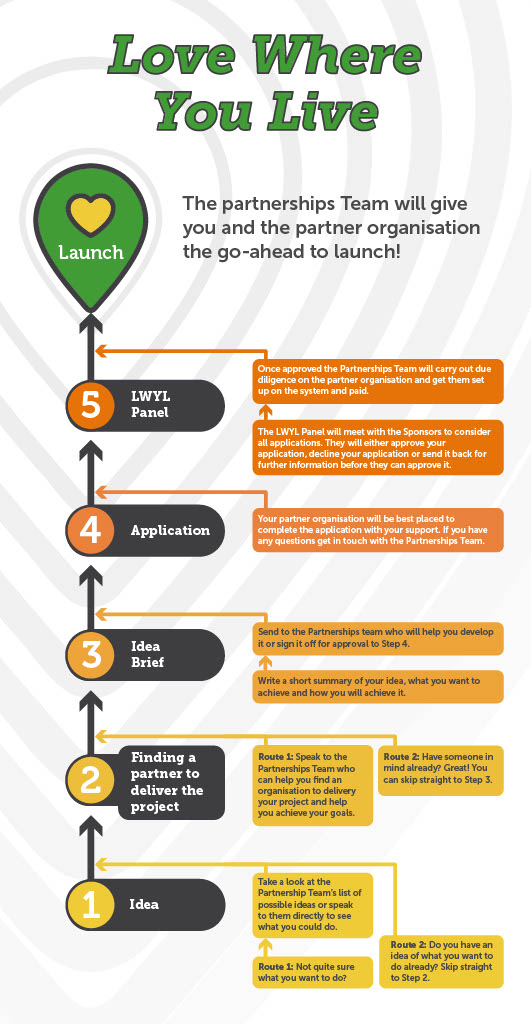 Love Where
You Live
The partnerships Team will give
you and the partner organisation
the go-ahead to launch!
Launch
Once approved the Partnerships Team will carry out due
diligence on the partner organisation and get them set
up on the system and paid.
5
LWYL
Panel
The LWYL Panel will meet with the Sponsors to consider
all applications. They will either approve your
application, decline your application or send it back for
further information before they can approve it.
4
Application
Your partner organisation will be best placed to
complete the application with your support. If you have
any questions get in touch with the Partnerships Team.
3
Idea
Brief
Send to the Partnerships team who will help you develop
it or sign it off for approval to Step 4.
Write a short summary of your idea, what you want to
achieve and how you will achieve it.
2
Finding a
partner to
deliver the
project
Route 1: Speak to the
Partnerships Team who
can help you find an
organisation to delivery
your project and help
you achieve your goals.
Route 2: Have someone in
mind already? Great! You
can skip straight to Step 3.
1
Idea
Take a look at the
Partnership Team's list of
possible ideas or speak
to them directly to see
what you could do.
Route 1: Not quite sure
what you want to do?
Route 2: Do you have an
idea of what you want to
do already? Skip straight
to Step 2.